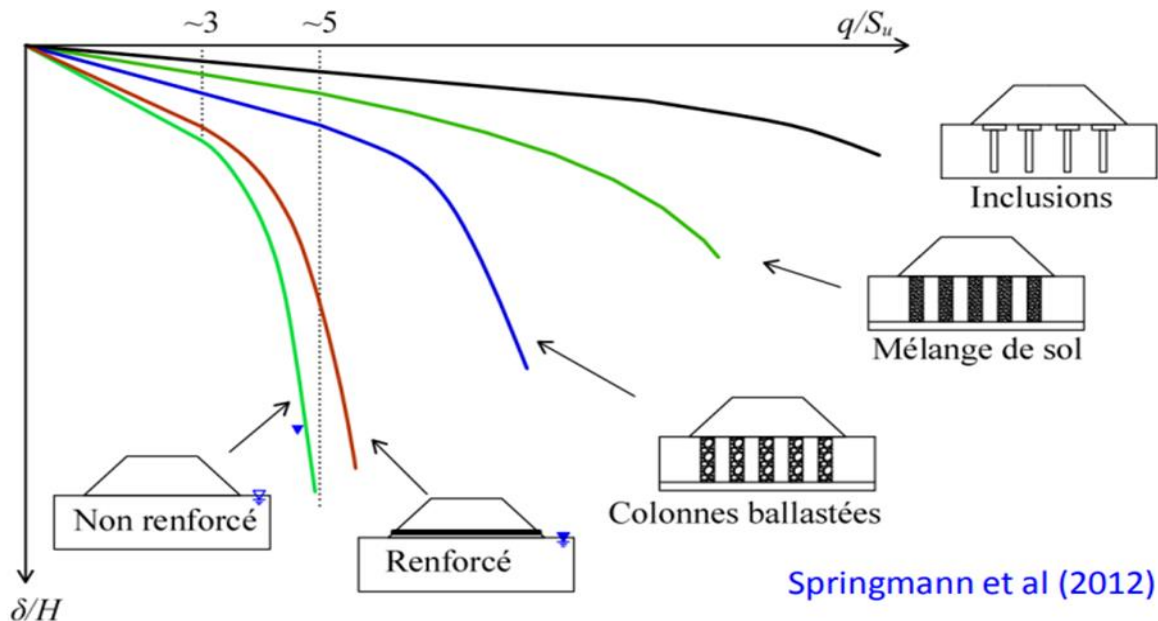 ~3
~5
q/Su
Inclusions
Mélange de sol
Colonnes ballastées
Non renforcé
Renforcé
Springmann et al (2012)
δ/H